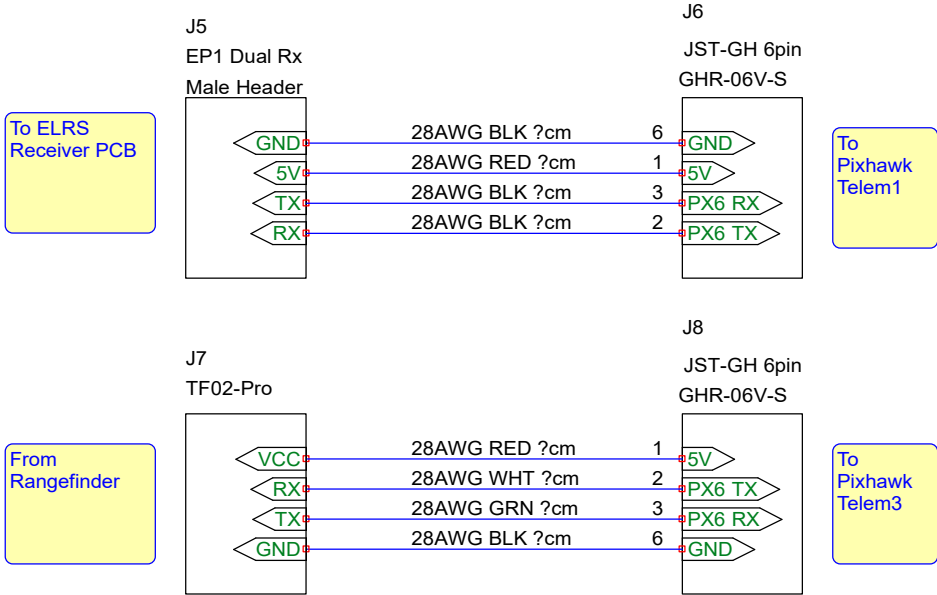 J5
EP1 Dual Rx
Male Header
J6
JST-GH 6pin
GHR-06V-S
To ELRS
Receiver PCB
GND 28AWG BLK ?cm 6 GND
5V 28AWG RED ?cm 1 5V
TX 28AWG BLK ?cm 3 PX6 RX
RX 28AWG BLK ?cm 2 PX6 TX
To
Pixhawk
Telem1
J7
TF02-Pro
J8
JST-GH 6pin
GHR-06V-S
From
Rangefinder
VCC 28AWG RED ?cm 1 5V
RX 28AWG WHT ?cm 2 PX6 TX
TX 28AWG GRN ?cm 3 PX6 RX
GND 28AWG BLK ?cm 6 GND
To
Pixhawk
Telem3